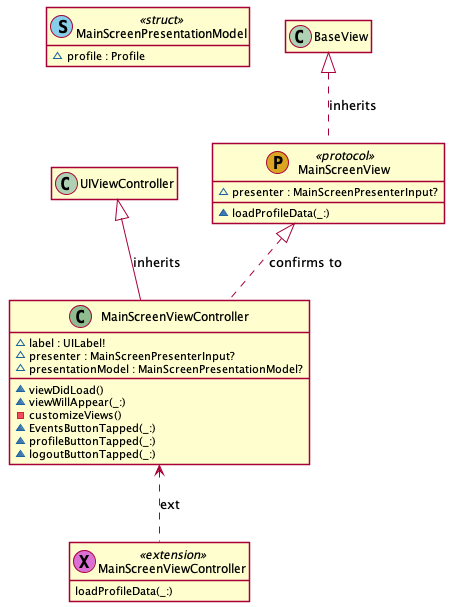 S «struct»
MainScreenPresentationModel
profile : Profile
C BaseView
inherits
P «protocol»
MainScreenView
presenter : MainScreenPresenterInput?
loadProfileData(_:)
C UIViewController
inherits
confirms to
C MainScreenViewController
label : UILabel!
presenter : MainScreenPresenterInput?
presentationModel : MainScreenPresentationModel?
viewDidLoad()
viewWillAppear(_:)
customizeViews()
EventsButtonTapped(_:)
profileButtonTapped(_:)
logoutButtonTapped(_:)
ext
X «extension»
MainScreenViewController
loadProfileData(_:)